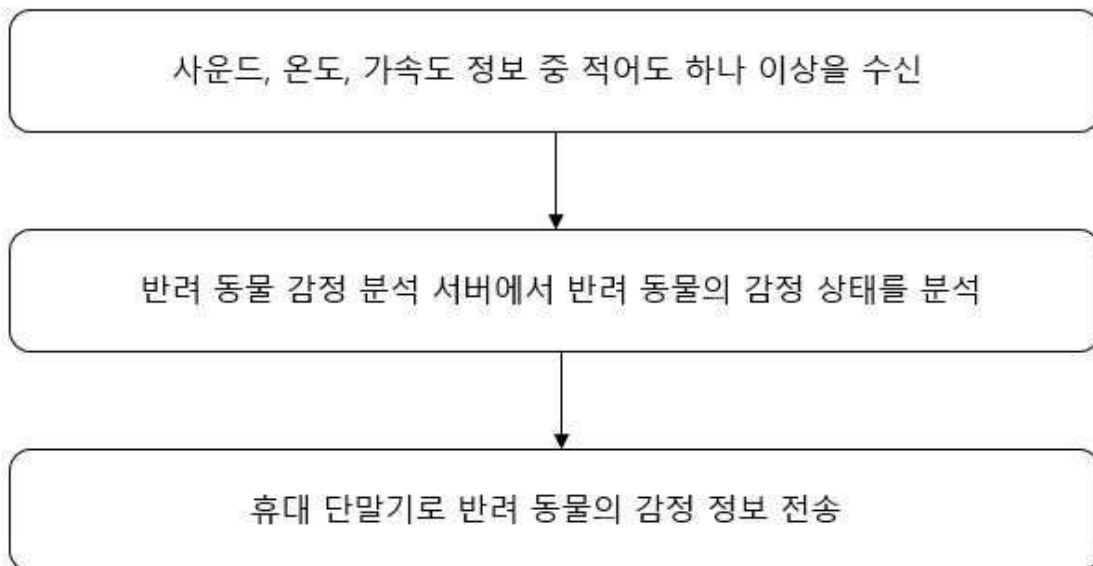 사운드, 온도, 가속도 정보 중 적어도 하나 이상을 수신
반려 동물 감정 분석 서버에서 반려 동물의 감정 상태를 분석
휴대 단말기로 반려 동물의 감정 정보 전송